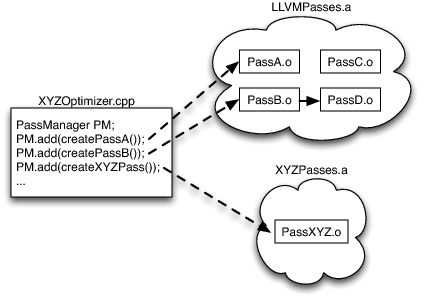 LLVMPasses.a
PassA.o
PassC.o
PassB.o
PassD.o
XYZOptimizer.cpp
PassManager PM;
PM.add(createPassA());
PM.add(createPassB());
PM.add(createXYZPass());
...
XYZPasses.a
PassXYZ.o